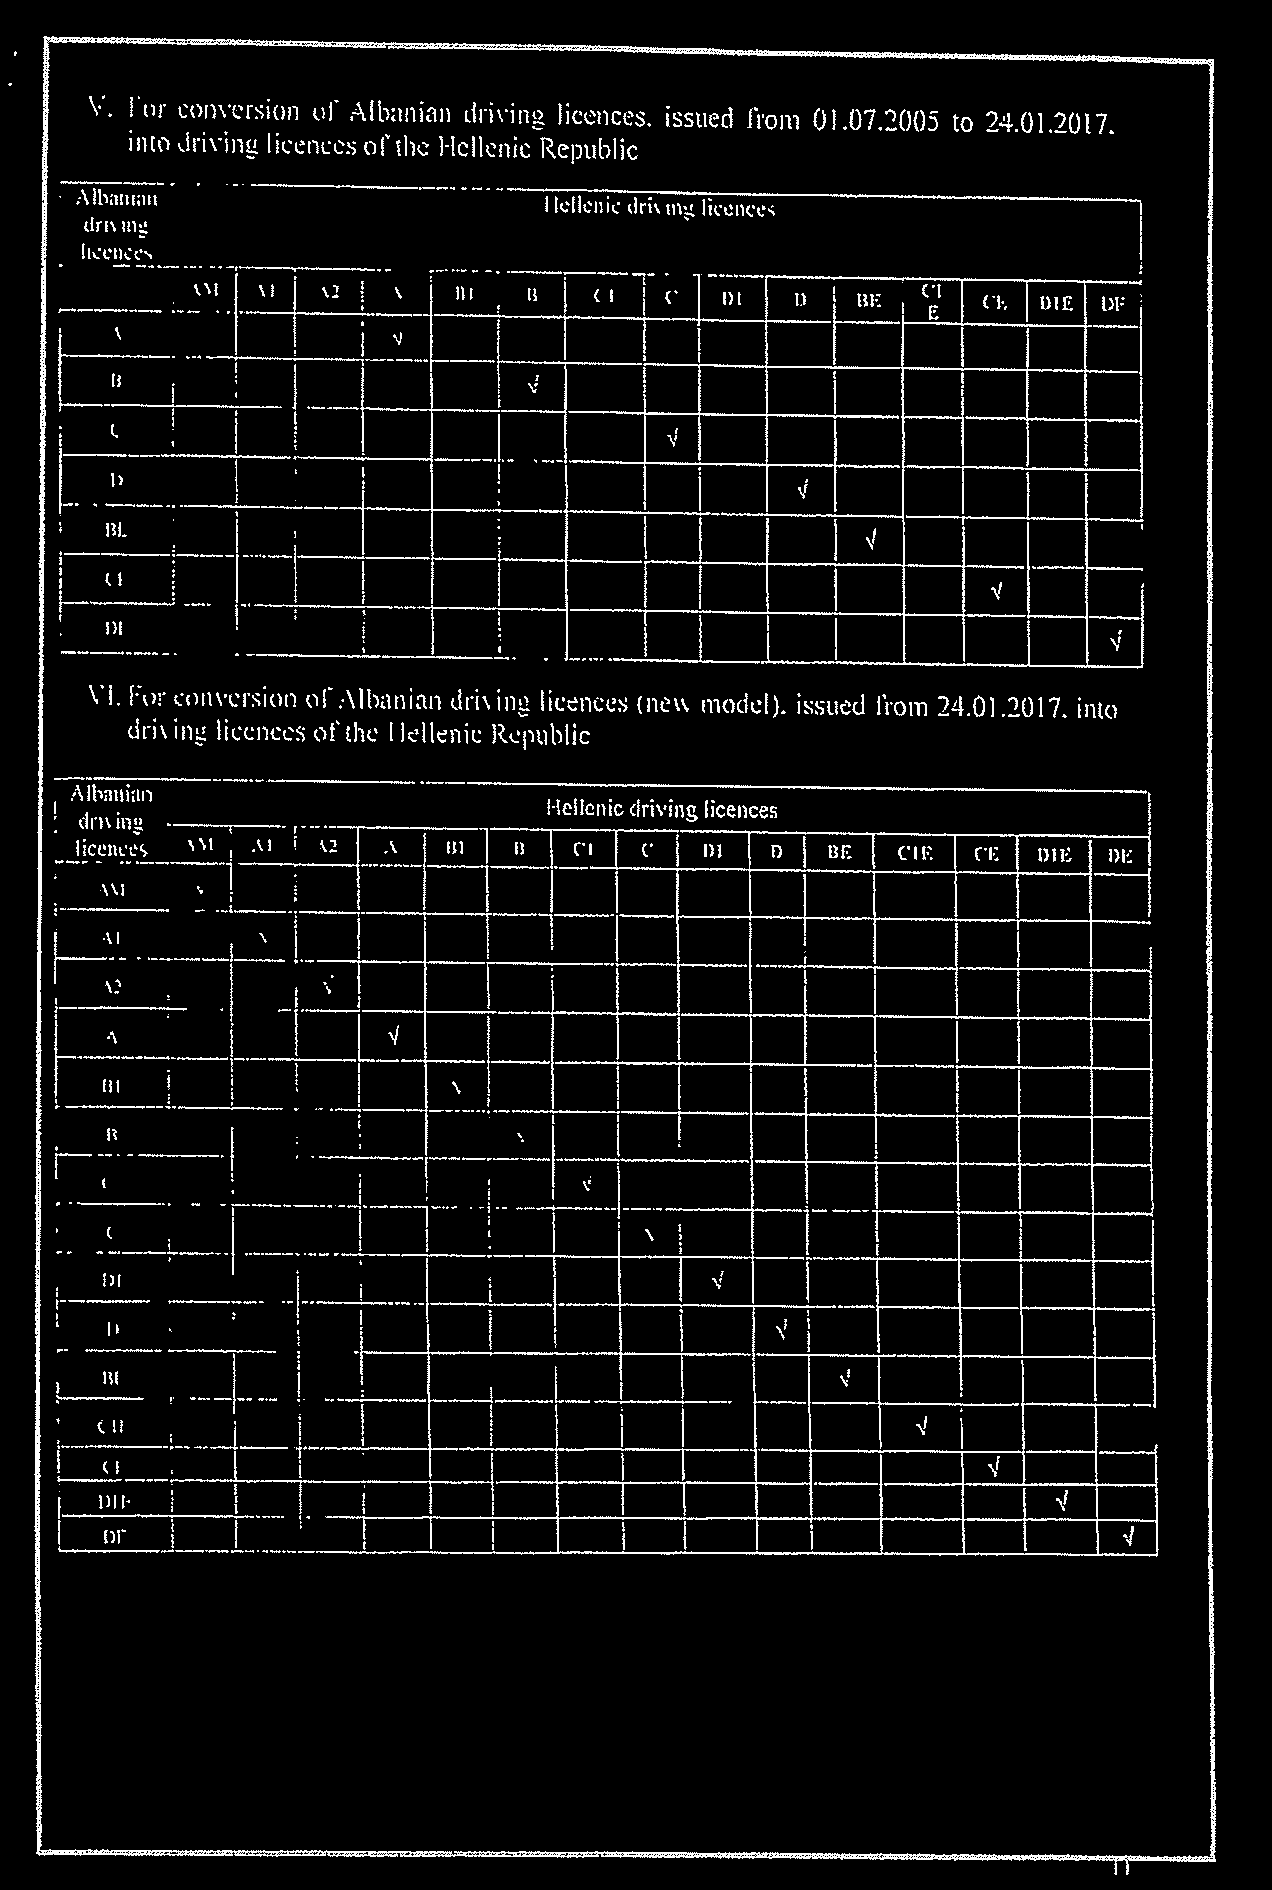 V. For conversion of Albanian driving licences, issued from 01.07.2005 to 24.01.2017,
into driving licences of the Hellenic Republic
Albanian driving licences
Hellenic driving licences
AM A1 A2 A B1 B C1 C D1 D BE C1E CE D1E DE
A √
B √
C √
D √
BE √
CE √
DE √
VI. For conversion of Albanian driving licences (new model), issued from 24.01.2017, into
driving licences of the Hellenic Republic
Albanian driving licences
Hellenic driving licences
AM A1 A2 A B1 B C1 C D1 D BE C1E CE D1E DE
AM √
A1 √
A2 √
A √
B1 √
B √
C √
C √
D1 √
D √
BE √
C1E √
CE √
D1E √
DE √
11